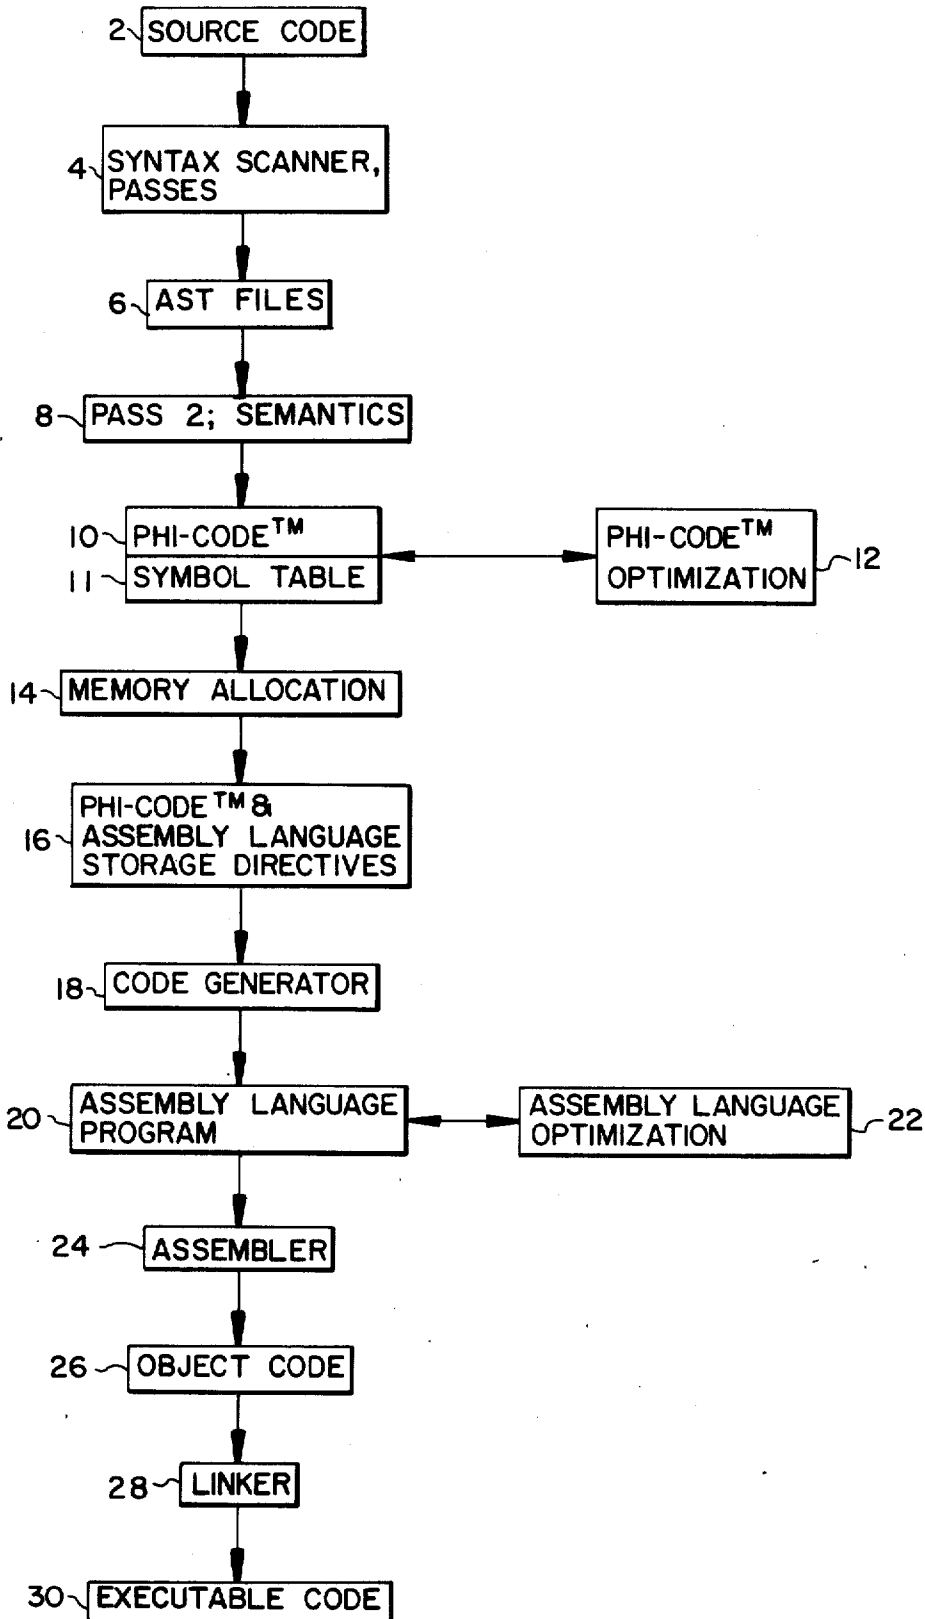 2 SOURCE CODE
4 SYNTAX SCANNER,
PASSES
6 AST FILES
8 PASS 2; SEMANTICS
10 PHI-CODE™
11 SYMBOL TABLE
PHI-CODE™
OPTIMIZATION 12
14 MEMORY ALLOCATION
PHI-CODE™ &
16 ASSEMBLY LANGUAGE
STORAGE DIRECTIVES
18 CODE GENERATOR
20 ASSEMBLY LANGUAGE
PROGRAM
ASSEMBLY LANGUAGE 22
OPTIMIZATION
24 ASSEMBLER
26 OBJECT CODE
28 LINKER
30 EXECUTABLE CODE